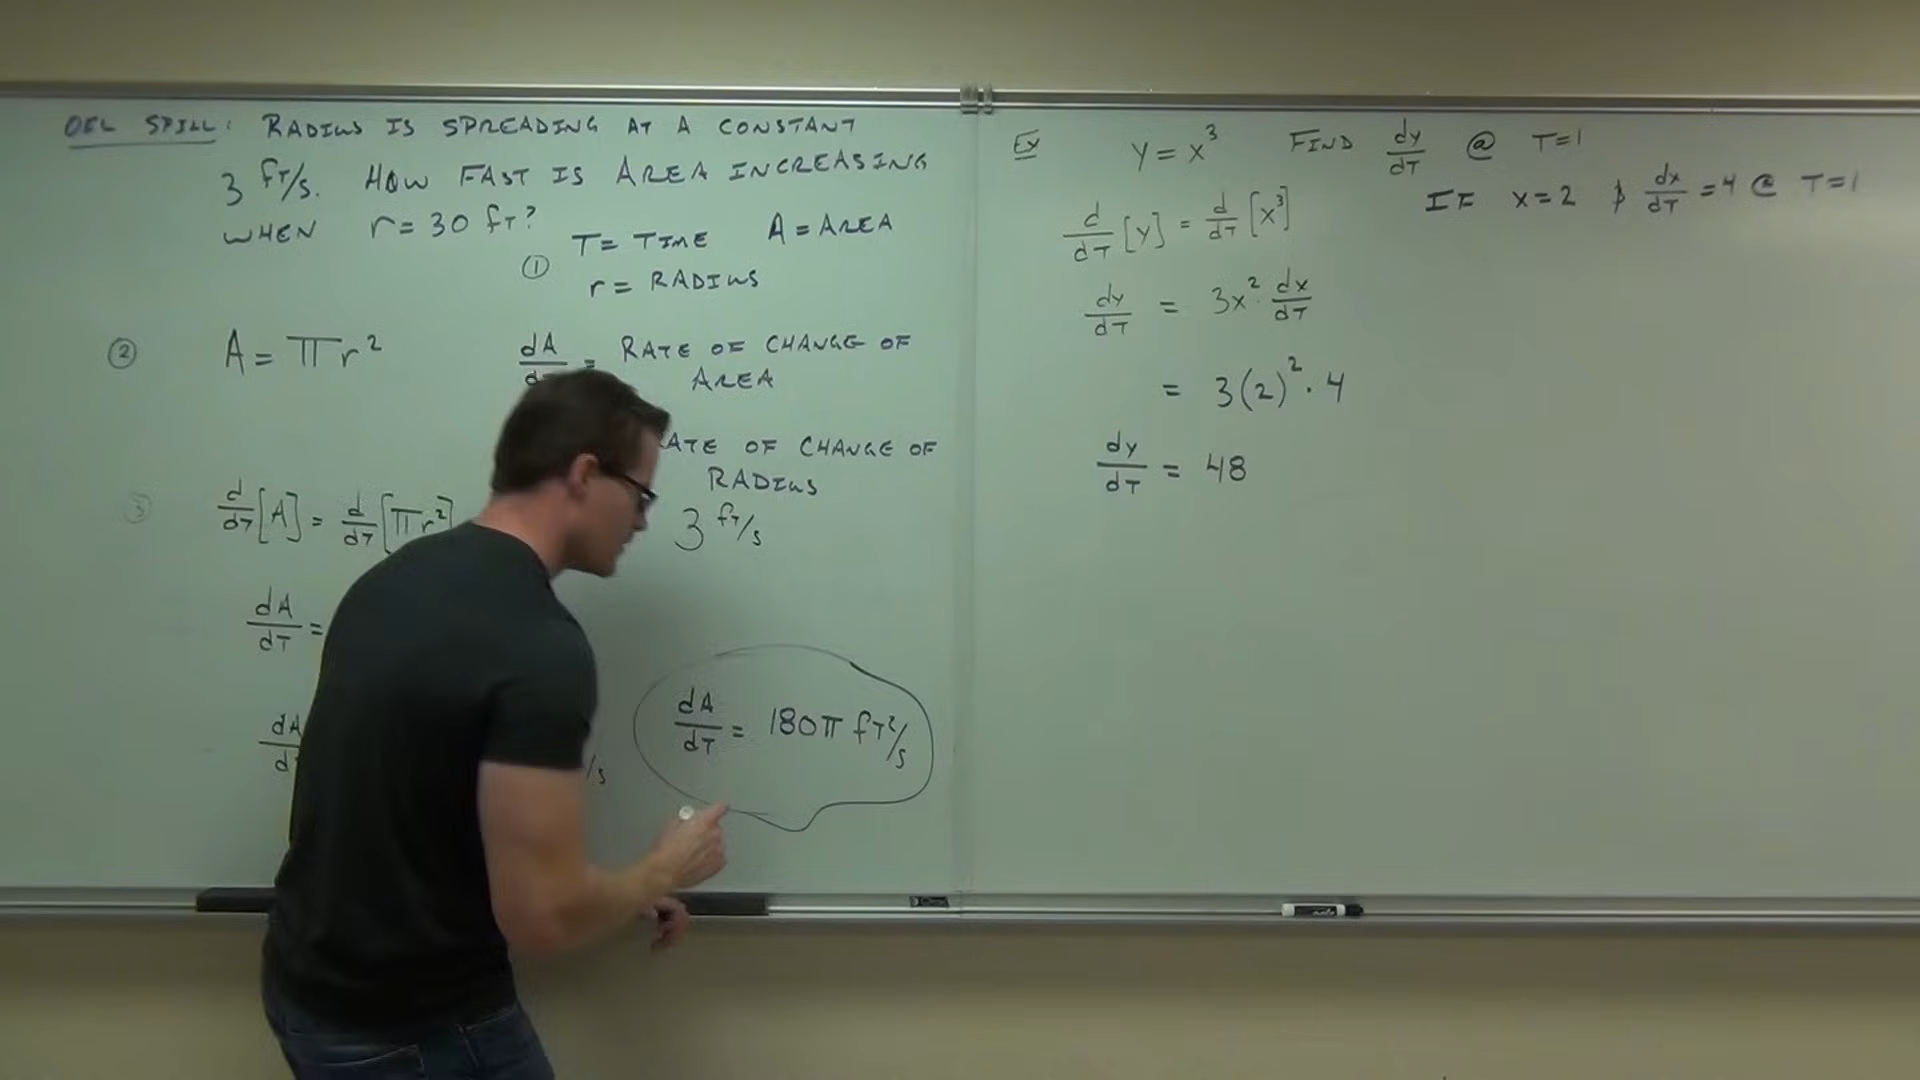 OIL SPILL: RADIUS IS SPREADING AT A CONSTANT
3 FT/S. HOW FAST IS AREA INCREASING
WHEN r = 30 FT?
① T = TIME A = AREA
r = RADIUS
② A = πr²
dA/dT = RATE OF CHANGE OF
AREA
RATE OF CHANGE OF
RADIUS
3 FT/S
③ d/dT [A] = d/dT [πr²]
dA/dT =
dA/d
/s
dA/dT = 180π FT²/S
EX Y = X³ FIND dY/dT @ T=1
IF X=2 & dX/dT = 4 @ T=1
d/dT [Y] = d/dT [X³]
dY/dT = 3X² · dX/dT
= 3(2)² · 4
dY/dT = 48